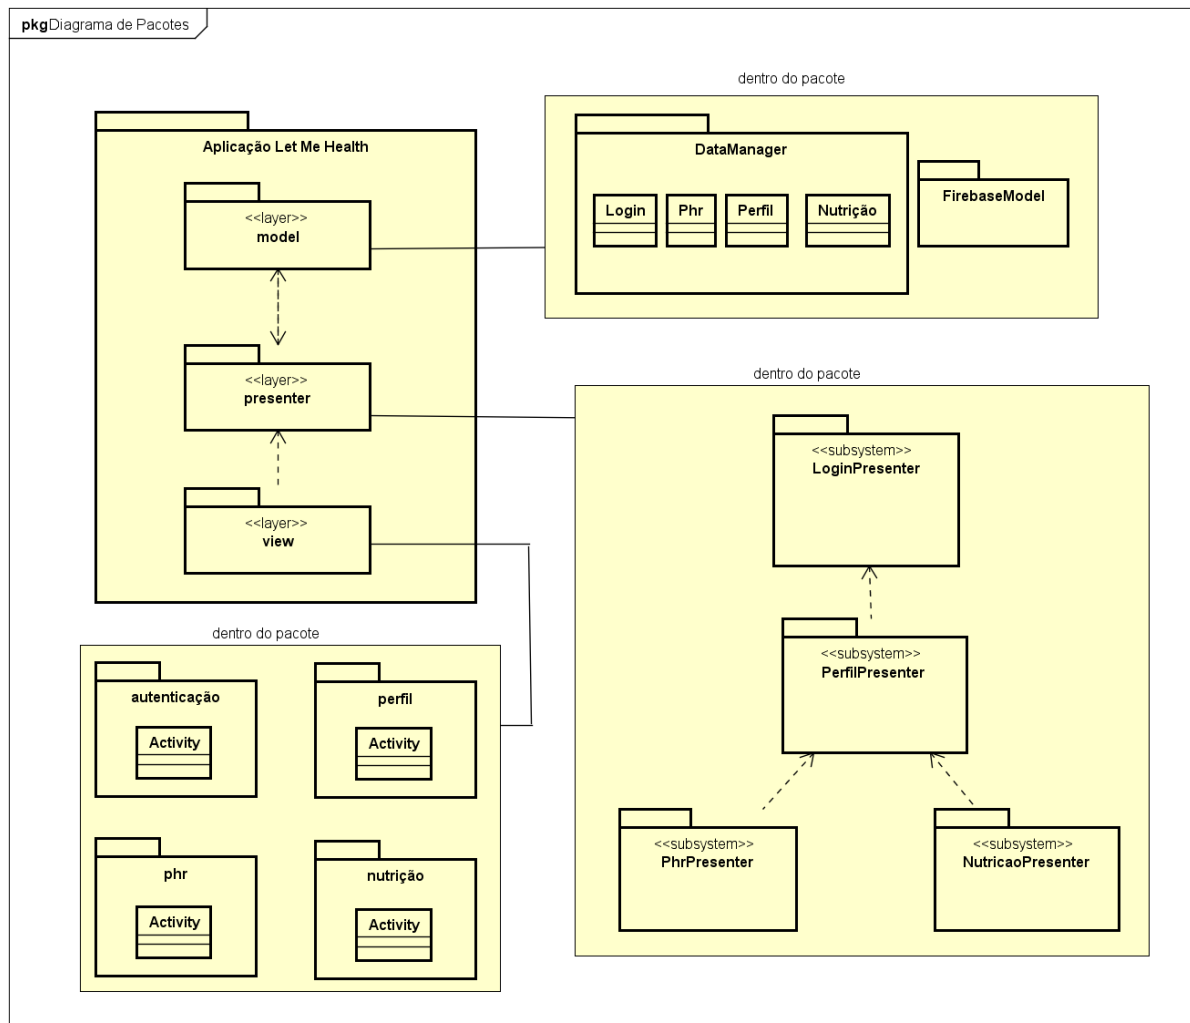 pkg Diagrama de Pacotes
dentro do pacote
Aplicação Let Me Health
<<layer>>
model
<<layer>>
presenter
<<layer>>
view
DataManager
Login
Phr
Perfil
Nutrição
FirebaseModel
dentro do pacote
<<subsystem>>
LoginPresenter
<<subsystem>>
PerfilPresenter
<<subsystem>>
PhrPresenter
<<subsystem>>
NutricaoPresenter
dentro do pacote
autenticação
Activity
perfil
Activity
phr
Activity
nutrição
Activity